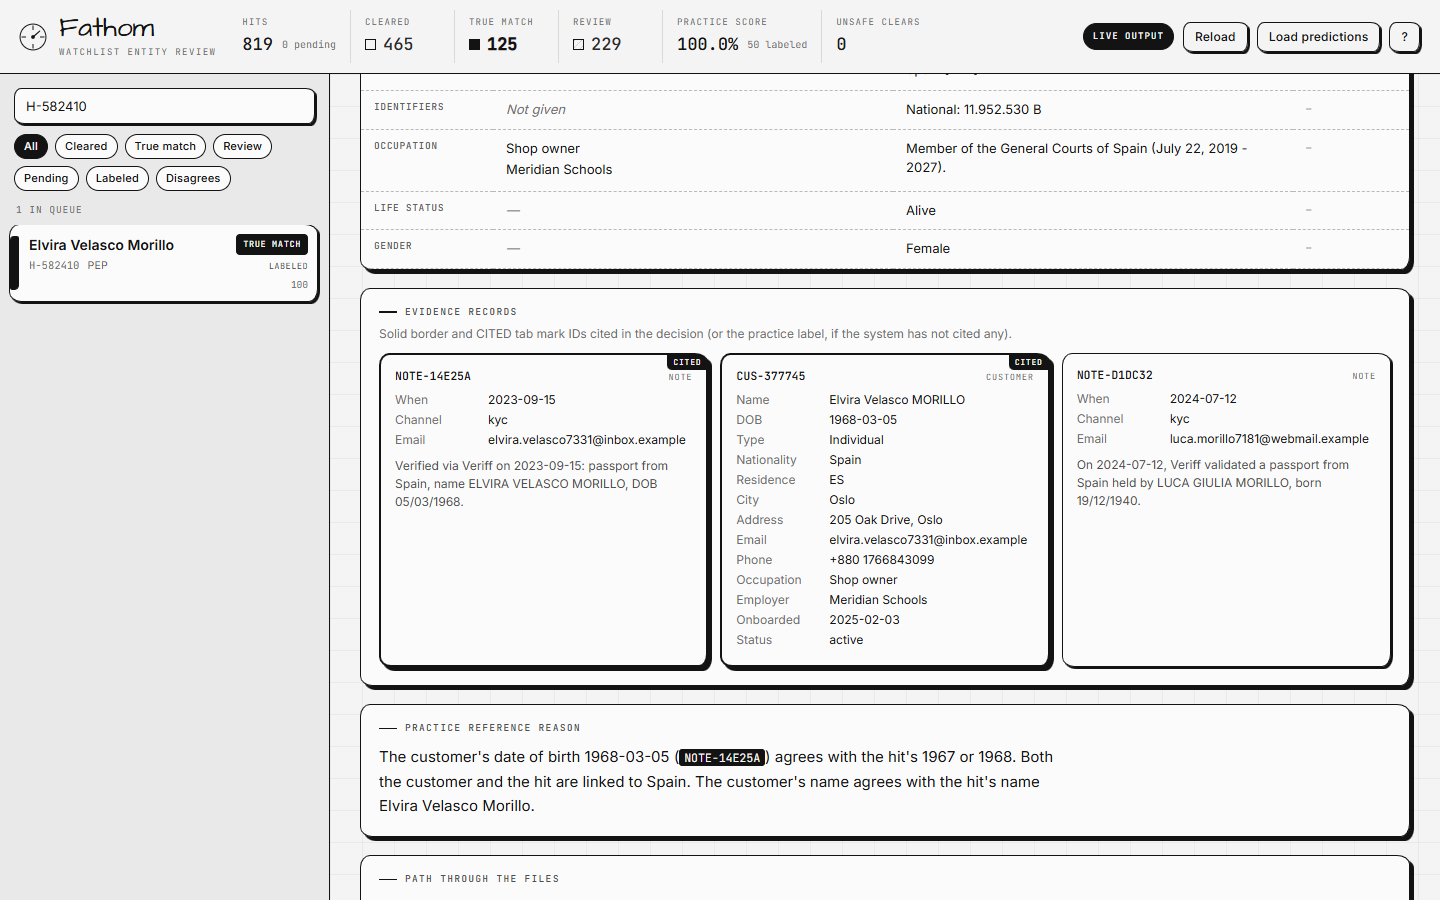 Fathom
WATCHLIST ENTITY REVIEW
HITS
819 0 pending
CLEARED
465
TRUE MATCH
125
REVIEW
229
PRACTICE SCORE
100.0% 50 labeled
UNSAFE CLEARS
0
LIVE OUTPUT
Reload
Load predictions
?
H-582410
All
Cleared
True match
Review
Pending
Labeled
Disagrees
1 IN QUEUE
Elvira Velasco Morillo
TRUE MATCH
H-582410 PEP
LABELED
100
IDENTIFIERS
Not given
National: 11.952.530 B
–
OCCUPATION
Shop owner
Meridian Schools
Member of the General Courts of Spain (July 22, 2019 -
2027).
–
LIFE STATUS
—
Alive
–
GENDER
—
Female
–
EVIDENCE RECORDS
Solid border and CITED tab mark IDs cited in the decision (or the practice label, if the system has not cited any).
CITED
NOTE-14E25A
NOTE
When 2023-09-15
Channel kyc
Email elvira.velasco7331@inbox.example
Verified via Veriff on 2023-09-15: passport from
Spain, name ELVIRA VELASCO MORILLO, DOB
05/03/1968.
CITED
CUS-377745
CUSTOMER
Name Elvira Velasco MORILLO
DOB 1968-03-05
Type Individual
Nationality Spain
Residence ES
City Oslo
Address 205 Oak Drive, Oslo
Email elvira.velasco7331@inbox.example
Phone +880 1766843099
Occupation Shop owner
Employer Meridian Schools
Onboarded 2025-02-03
Status active
NOTE-D1DC32
NOTE
When 2024-07-12
Channel kyc
Email luca.morillo7181@webmail.example
On 2024-07-12, Veriff validated a passport from
Spain held by LUCA GIULIA MORILLO, born
19/12/1940.
PRACTICE REFERENCE REASON
The customer's date of birth 1968-03-05 (NOTE-14E25A) agrees with the hit's 1967 or 1968. Both
the customer and the hit are linked to Spain. The customer's name agrees with the hit's name
Elvira Velasco Morillo.
PATH THROUGH THE FILES